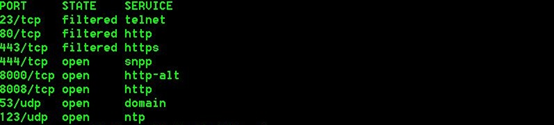 PORT STATE SERVICE
23/tcp filtered telnet
80/tcp filtered http
443/tcp filtered https
444/tcp open snpp
8000/tcp open http-alt
8008/tcp open http
53/udp open domain
123/udp open ntp